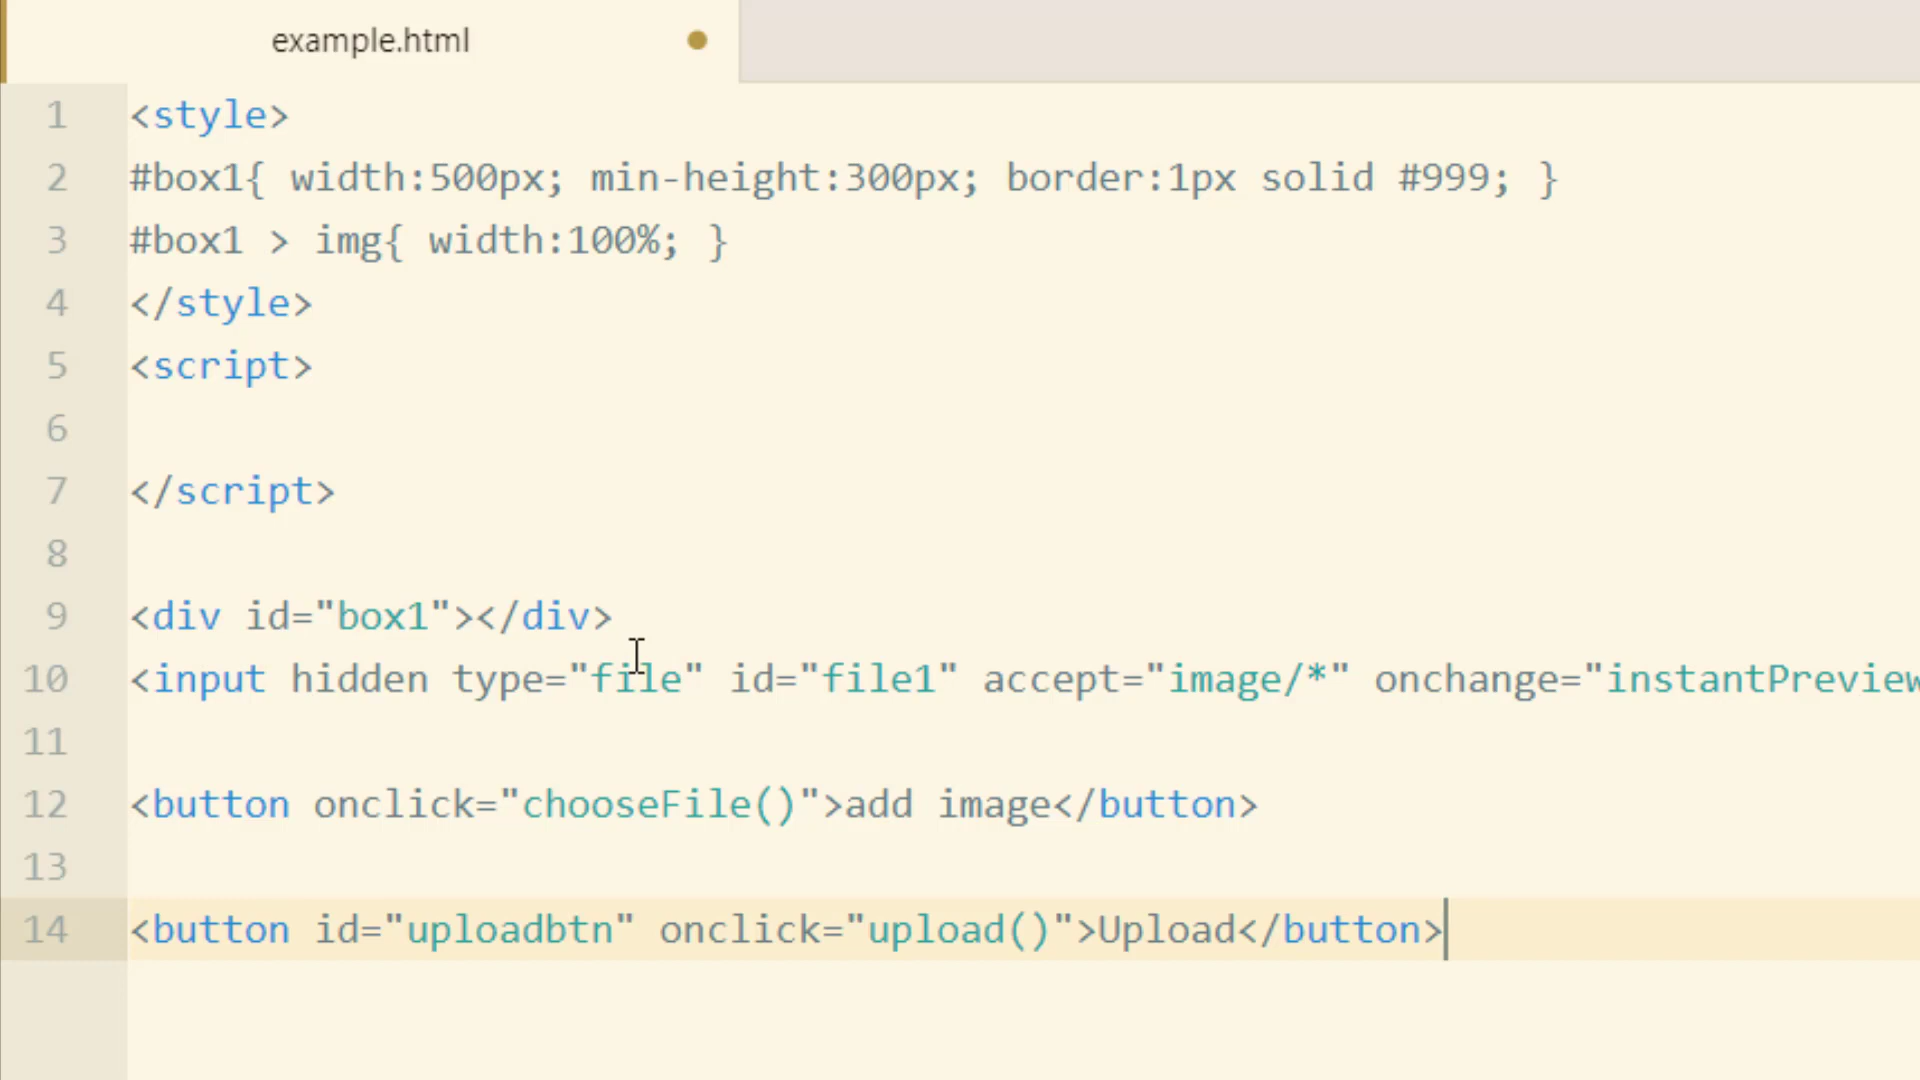 example.html
1 <style>
2 #box1{ width:500px; min-height:300px; border:1px solid #999; }
3 #box1 > img{ width:100%; }
4 </style>
5 <script>
6
7 </script>
8
9 <div id="box1"></div>
10 <input hidden type="file" id="file1" accept="image/*" onchange="instantPreview
11
12 <button onclick="chooseFile()">add image</button>
13
14 <button id="uploadbtn" onclick="upload()">Upload</button>